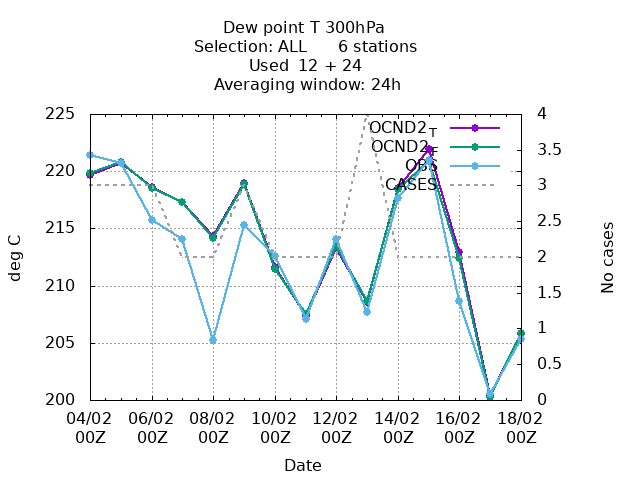 Dew point T 300hPa
Selection: ALL 6 stations
Used 12 + 24
Averaging window: 24h
225
220
215
210
205
200
deg C
4
3.5
3
2.5
2
1.5
1
0.5
0
No cases
OCND2T
OCND2F
OBS
CASES
04/02 06/02 08/02 10/02 12/02 14/02 16/02 18/02
00Z 00Z 00Z 00Z 00Z 00Z 00Z 00Z
Date